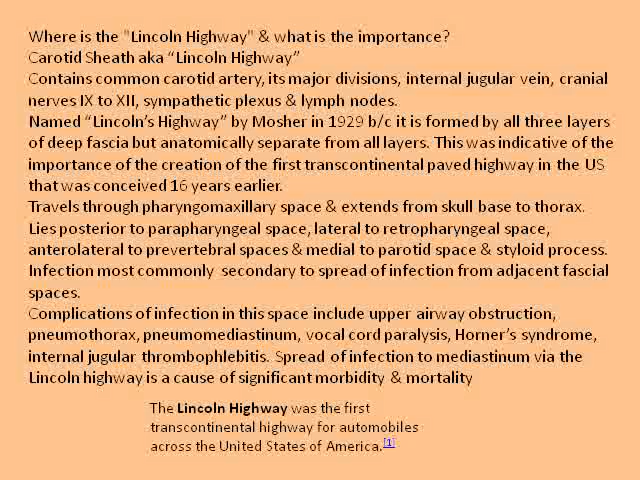 Where is the "Lincoln Highway" & what is the importance?
Carotid Sheath aka “Lincoln Highway”
Contains common carotid artery, its major divisions, internal jugular vein, cranial
nerves IX to XII, sympathetic plexus & lymph nodes.
Named “Lincoln’s Highway” by Mosher in 1929 b/c it is formed by all three layers
of deep fascia but anatomically separate from all layers. This was indicative of the
importance of the creation of the first transcontinental paved highway in the US
that was conceived 16 years earlier.
Travels through pharyngomaxillary space & extends from skull base to thorax.
Lies posterior to parapharyngeal space, lateral to retropharyngeal space,
anterolateral to prevertebral spaces & medial to parotid space & styloid process.
Infection most commonly secondary to spread of infection from adjacent fascial
spaces.
Complications of infection in this space include upper airway obstruction,
pneumothorax, pneumomediastinum, vocal cord paralysis, Horner’s syndrome,
internal jugular thrombophlebitis. Spread of infection to mediastinum via the
Lincoln highway is a cause of significant morbidity & mortality
The Lincoln Highway was the first
transcontinental highway for automobiles
across the United States of America.[1]